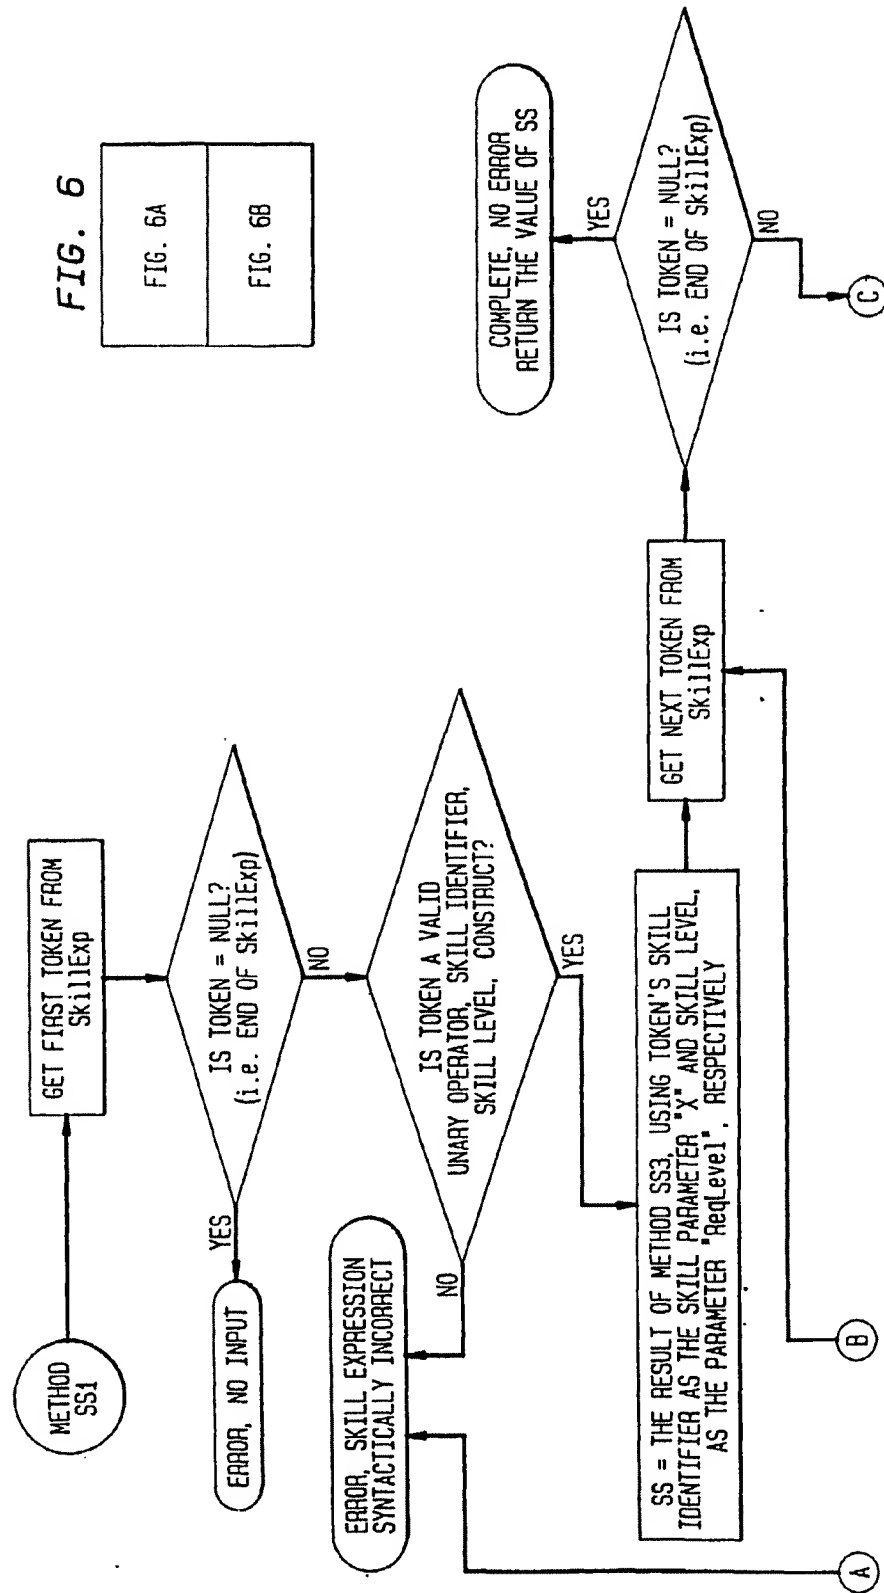 FIG. 6
FIG. 6A
FIG. 6B
METHOD
SS1
GET FIRST TOKEN FROM
SkillExp
IS TOKEN = NULL?
(i.e. END OF SkillExp)
YES
NO
ERROR, NO INPUT
IS TOKEN A VALID
UNARY OPERATOR, SKILL IDENTIFIER,
SKILL LEVEL, CONSTRUCT?
NO
YES
ERROR, SKILL EXPRESSION
SYNTACTICALLY INCORRECT
SS = THE RESULT OF METHOD SS3, USING TOKEN'S SKILL
IDENTIFIER AS THE SKILL PARAMETER "X" AND SKILL LEVEL,
AS THE PARAMETER "ReqLevel", RESPECTIVELY
GET NEXT TOKEN FROM
SkillExp
IS TOKEN = NULL?
(i.e. END OF SkillExp)
YES
NO
COMPLETE, NO ERROR
RETURN THE VALUE OF SS
A
B
C